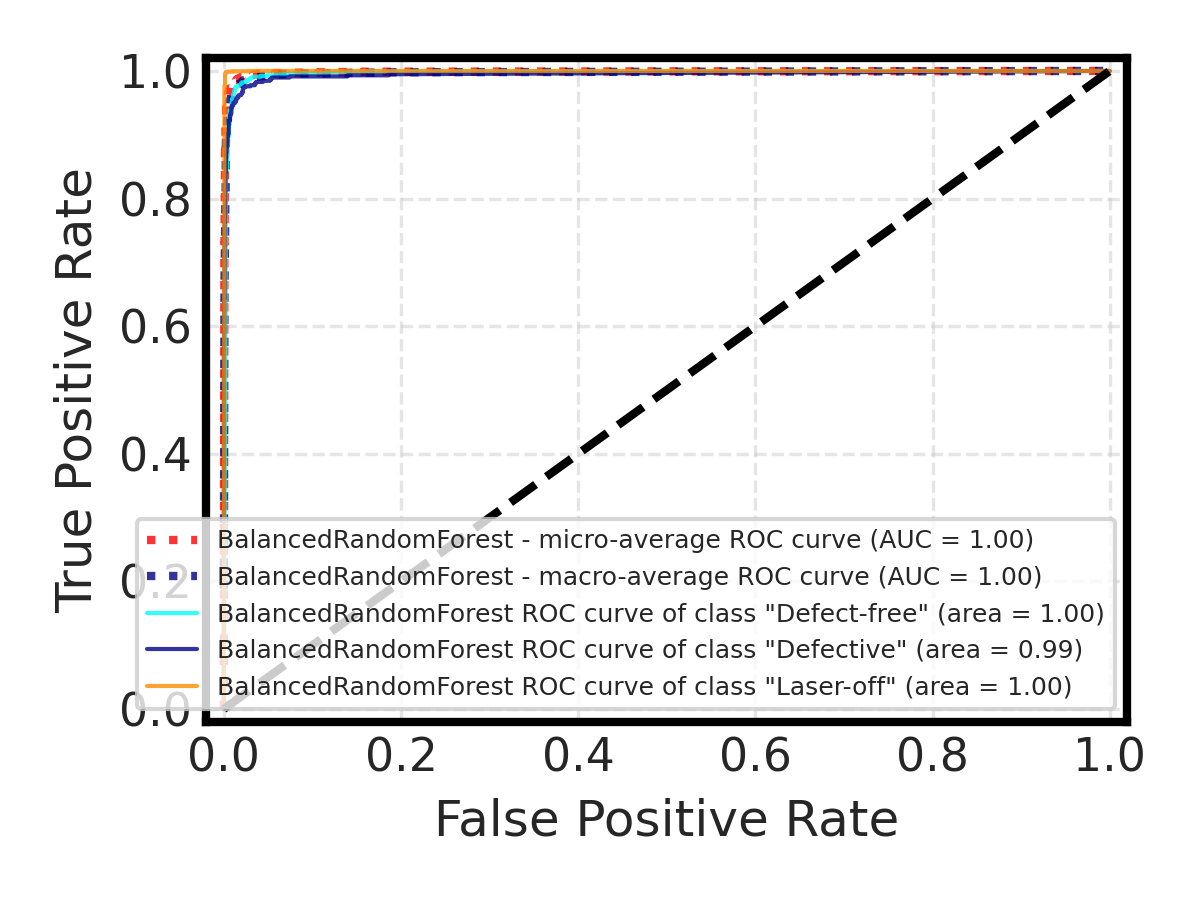 True Positive Rate
1.0
0.8
0.6
0.4
0.2
0.0
BalancedRandomForest - micro-average ROC curve (AUC = 1.00)
BalancedRandomForest - macro-average ROC curve (AUC = 1.00)
BalancedRandomForest ROC curve of class "Defect-free" (area = 1.00)
BalancedRandomForest ROC curve of class "Defective" (area = 0.99)
BalancedRandomForest ROC curve of class "Laser-off" (area = 1.00)
0.0 0.2 0.4 0.6 0.8 1.0
False Positive Rate